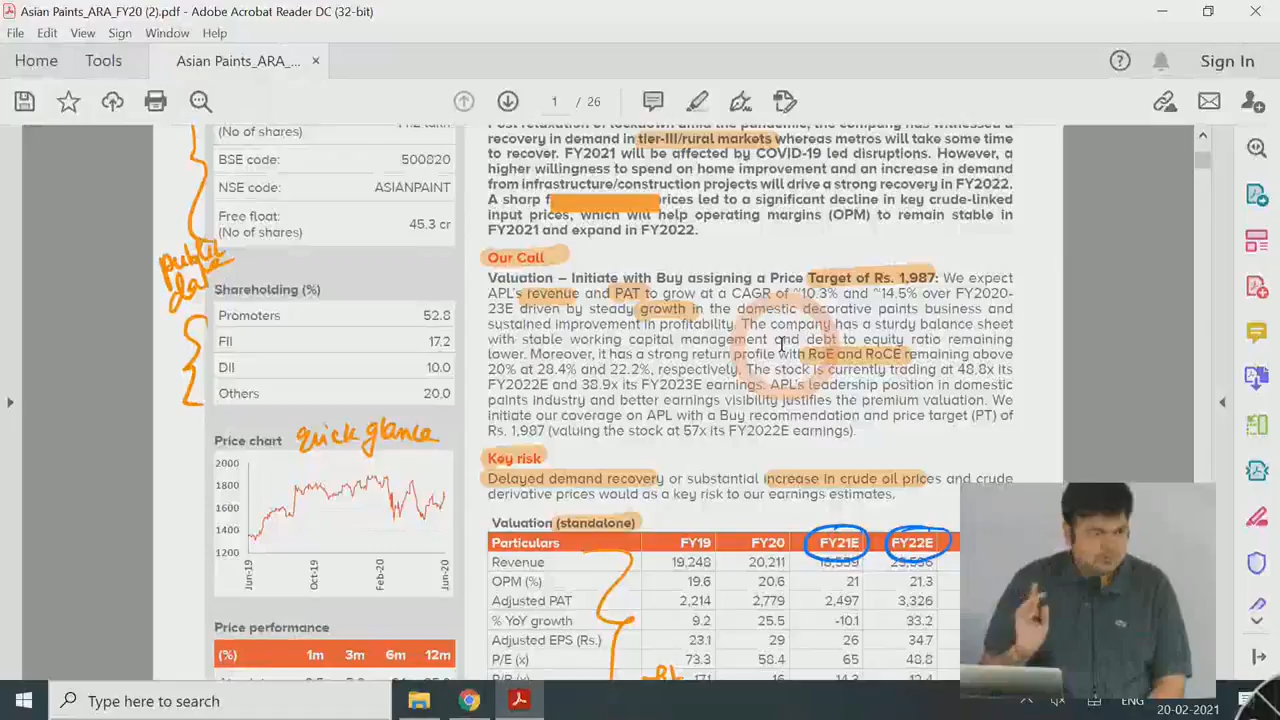 Asian Paints_ARA_FY20 (2).pdf - Adobe Acrobat Reader DC (32-bit)
File Edit View Sign Window Help
Home Tools Asian Paints_ARA_... ×
1 / 26
Sign In
(No of shares)
BSE code: 500820
NSE code: ASIANPAINT
Free float: 45.3 cr
(No of shares)
public
Shareholding (%)
Promoters 52.8
FII 17.2
DII 10.0
Others 20.0
Price chart quick glance
2000
1800
1600
1400
1200
Jun-19 Oct-19 Feb-20 Jun-20
Price performance
(%) 1m 3m 6m 12m
recovery in demand in tier-III/rural markets whereas metros will take some time
to recover. FY2021 will be affected by COVID-19 led disruptions. However, a
higher willingness to spend on home improvement and an increase in demand
from infrastructure/construction projects will drive a strong recovery in FY2022.
A sharp f rices led to a significant decline in key crude-linked
input prices, which will help operating margins (OPM) to remain stable in
FY2021 and expand in FY2022.
Our Call
Valuation – Initiate with Buy assigning a Price Target of Rs. 1,987: We expect
APL's revenue and PAT to grow at a CAGR of ~10.3% and ~14.5% over FY2020-
23E driven by steady growth in the domestic decorative paints business and
sustained improvement in profitability. The company has a sturdy balance sheet
with stable working capital management and debt to equity ratio remaining
lower. Moreover, it has a strong return profile with RoE and RoCE remaining above
20% at 28.4% and 22.2%, respectively. The stock is currently trading at 48.8x its
FY2022E and 38.9x its FY2023E earnings. APL's leadership position in domestic
paints industry and better earnings visibility justifies the premium valuation. We
initiate our coverage on APL with a Buy recommendation and price target (PT) of
Rs. 1,987 (valuing the stock at 57x its FY2022E earnings).
Key risk
Delayed demand recovery or substantial increase in crude oil prices and crude
derivative prices would as a key risk to our earnings estimates.
Valuation (standalone)
Particulars FY19 FY20 FY21E FY22E
Revenue 19,248 20,211
OPM (%) 19.6 20.6 21 21.3
Adjusted PAT 2,214 2,779 2,497 3,326
% YoY growth 9.2 25.5 -10.1 33.2
Adjusted EPS (Rs.) 23.1 29 26 34.7
P/E (x) 73.3 58.4 65 48.8
Type here to search
ENG
20-02-2021